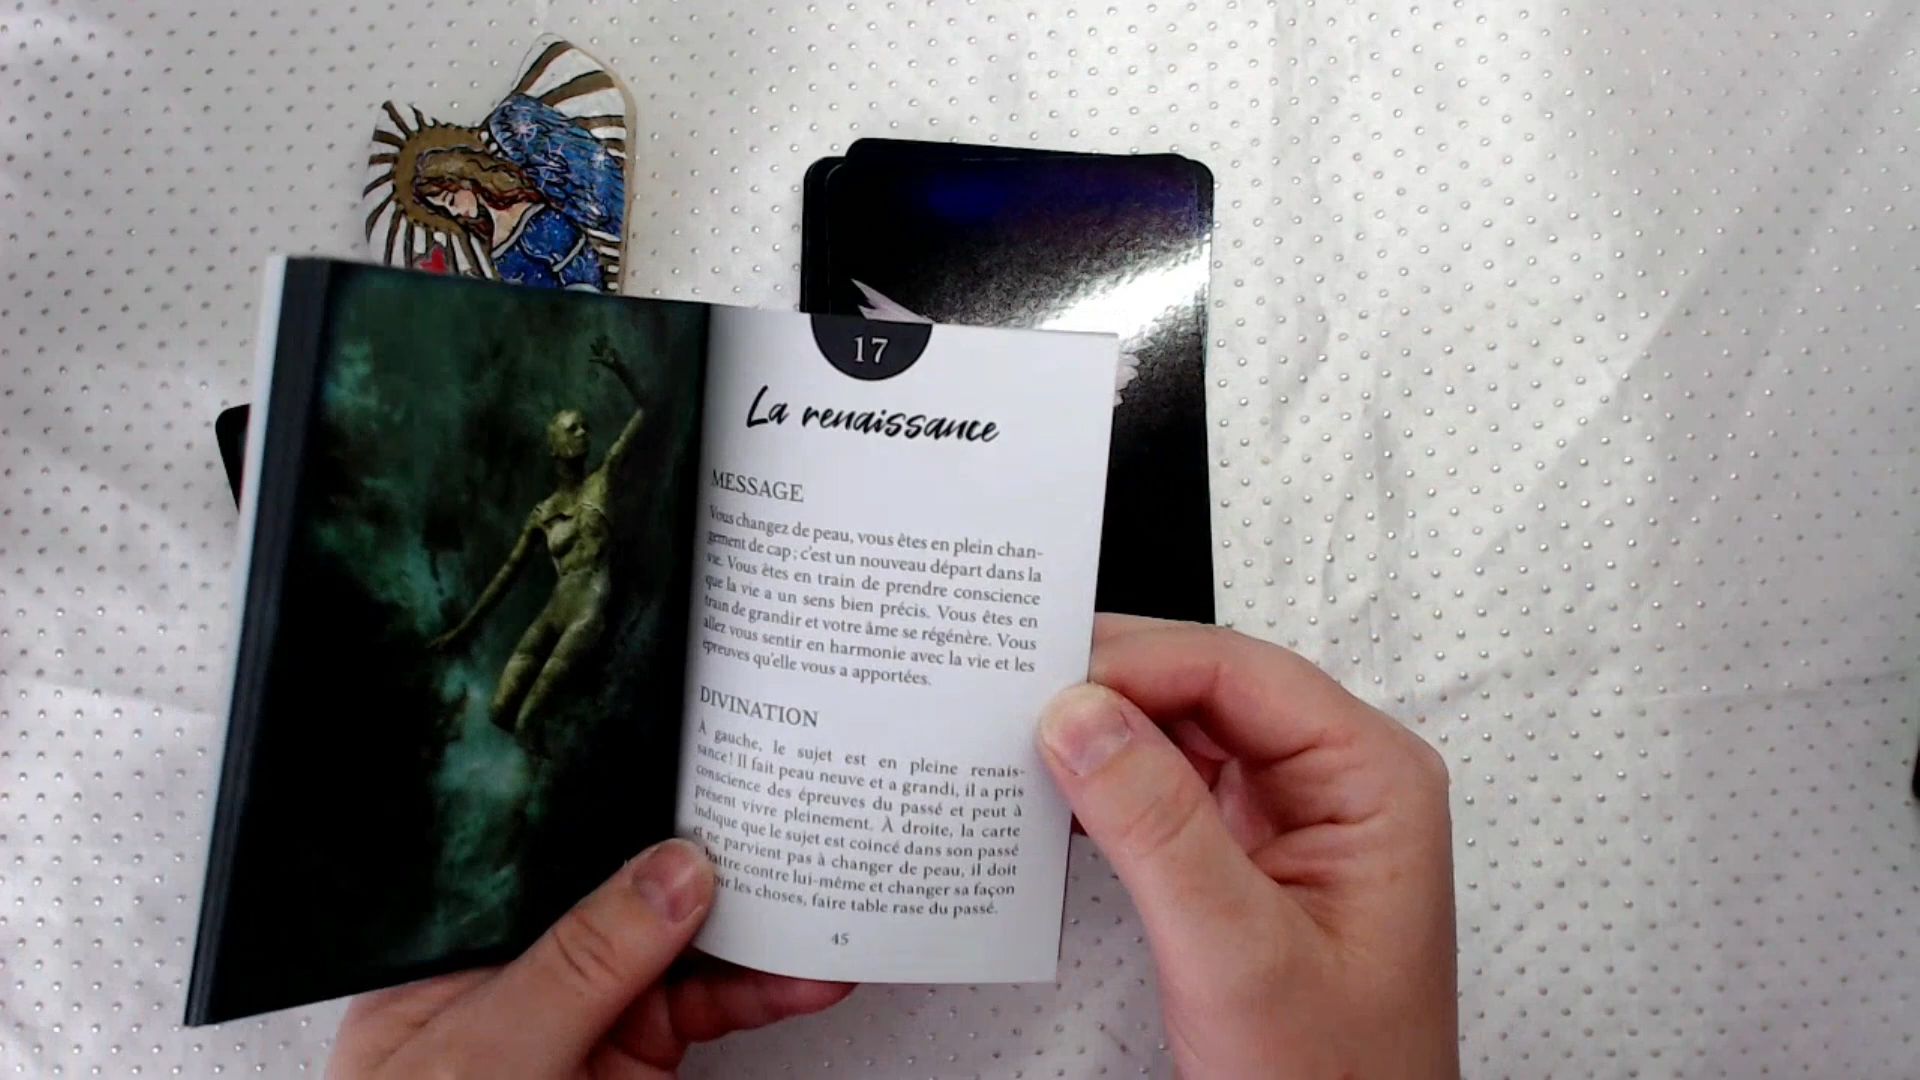 17
La renaissance
MESSAGE
Vous changez de peau, vous êtes en plein chan-
gement de cap ; c'est un nouveau départ dans la
vie. Vous êtes en train de prendre conscience
que la vie a un sens bien précis. Vous êtes en
train de grandir et votre âme se régénère. Vous
allez vous sentir en harmonie avec la vie et les
épreuves qu'elle vous a apportées.
DIVINATION
À gauche, le sujet est en pleine renais-
sance ! Il fait peau neuve et a grandi, il a pris
conscience des épreuves du passé et peut à
présent vivre pleinement. À droite, la carte
indique que le sujet est coincé dans son passé
et ne parvient pas à changer de peau, il doit
battre contre lui-même et changer sa façon
les choses, faire table rase du passé.
45